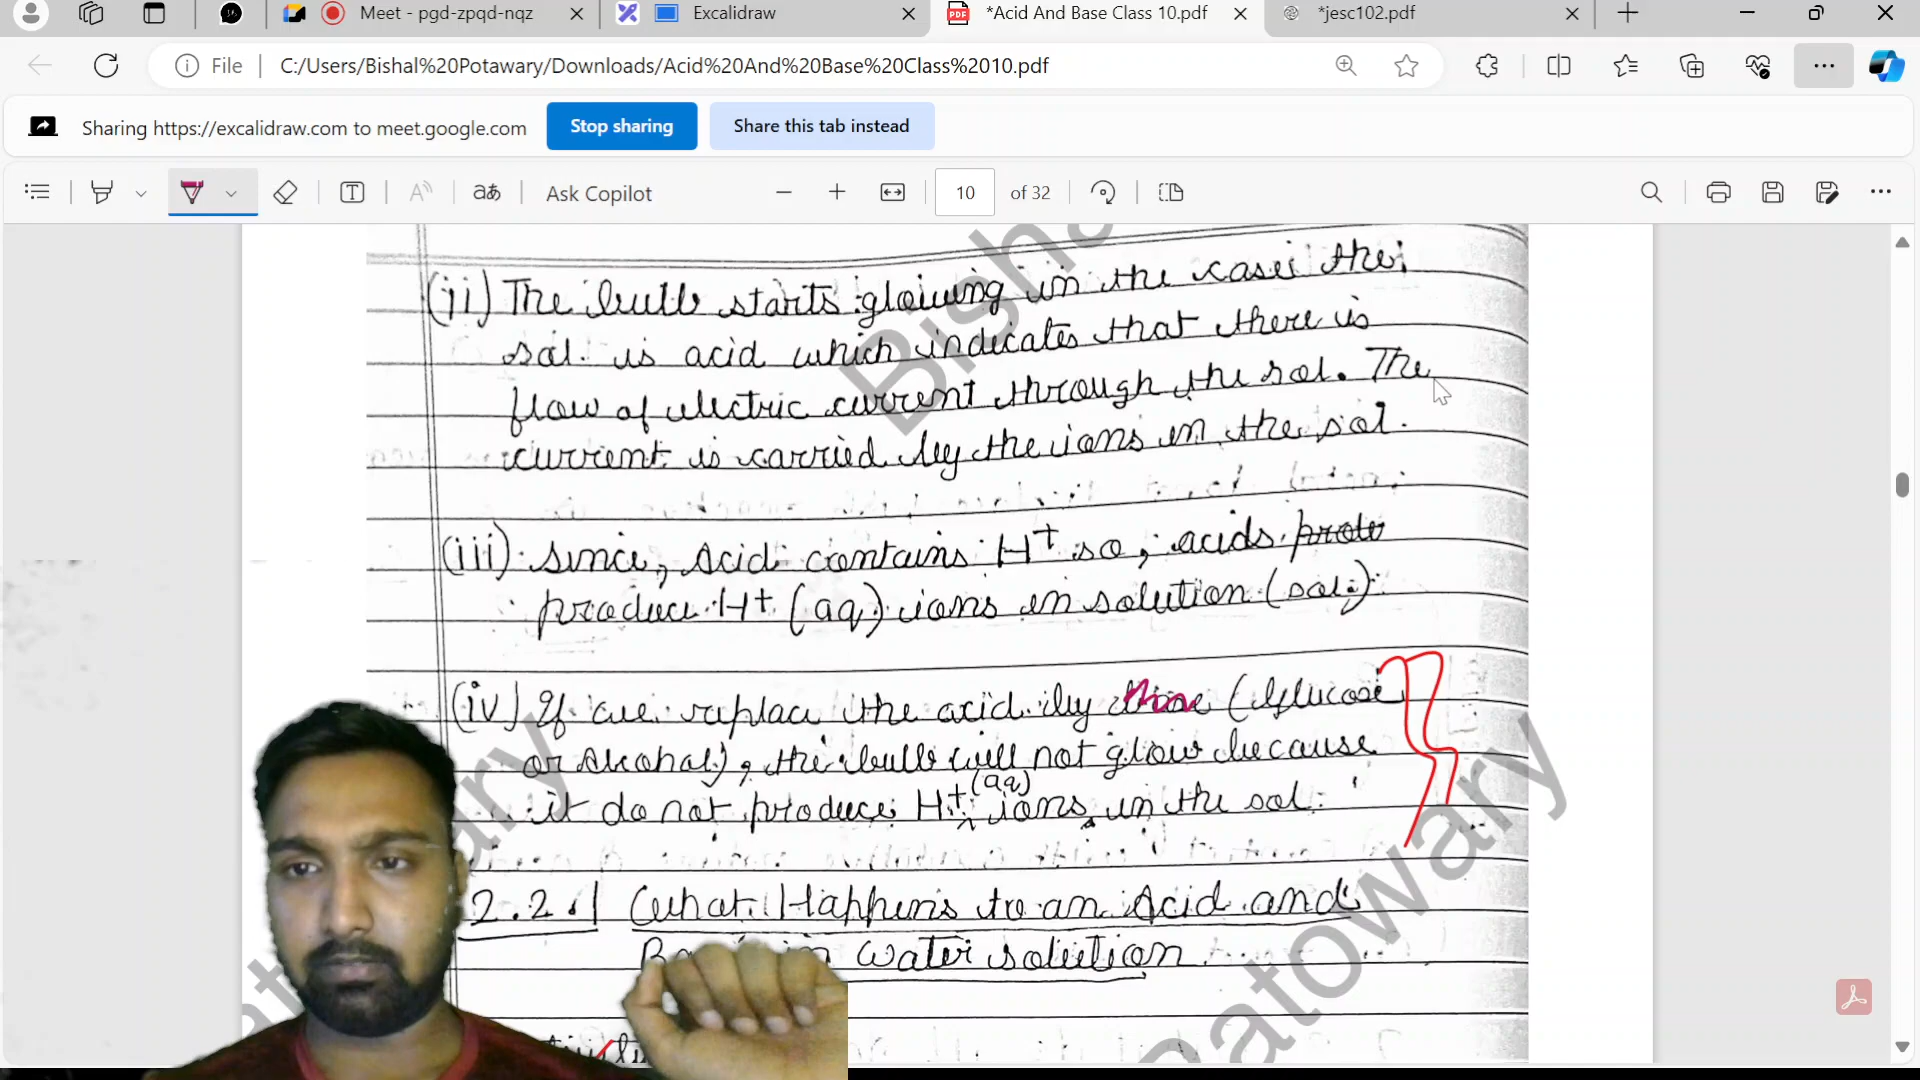 Meet - pgd-zpqd-nqz
Excalidraw
*Acid And Base Class 10.pdf
*jesc102.pdf
File C:/Users/Bishal%20Potawary/Downloads/Acid%20And%20Base%20Class%2010.pdf
Sharing https://excalidraw.com to meet.google.com Stop sharing Share this tab instead
Ask Copilot 10 of 32
(ii) The bulb starts glowing in the case the
sol. is acid which indicates that there is
flow of electric current through the sol. The
current is carried by the ions in the sol.
(iii) Since, Acid contains H+ so, acids
produce H+ (aq) ions in solution (sol.)
(iv) If we replace the acid by (Glucose
or Alcohol), the bulb will not glow because
(aq)
it do not produce H+ ions in the sol.
2.2.1 What Happens to an Acid and
in water solution